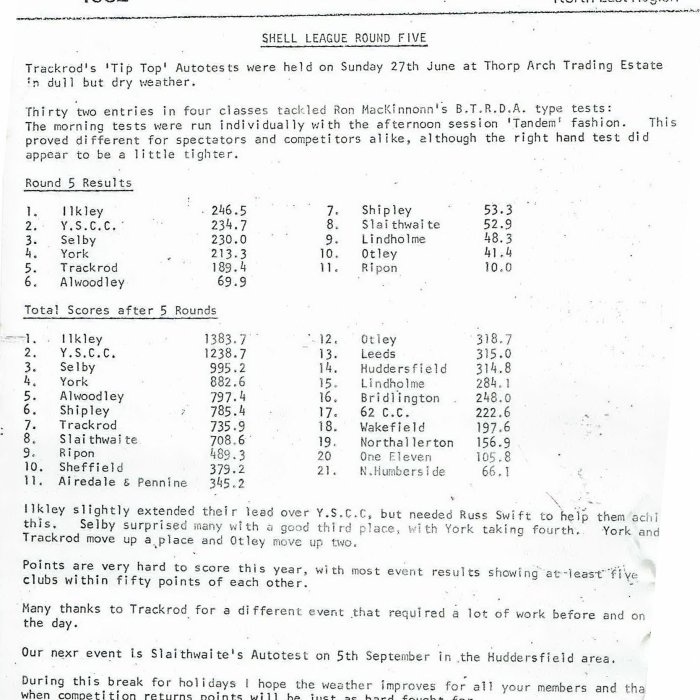 SHELL LEAGUE ROUND FIVE
Trackrod's 'Tip Top' Autotests were held on Sunday 27th June at Thorp Arch Trading Estate
in dull but dry weather.
Thirty two entries in four classes tackled Ron MacKinnonn's B.T.R.D.A. type tests:
The morning tests were run individually with the afternoon session 'Tandem' fashion. This
proved different for spectators and competitors alike, although the right hand test did
appear to be a little tighter.
Round 5 Results
1. Ilkley 246.5
2. Y.S.C.C. 234.7
3. Selby 230.0
4. York 213.3
5. Trackrod 189.4
6. Alwoodley 69.9
7. Shipley 53.3
8. Slaithwaite 52.9
9. Lindholme 48.3
10. Otley 41.4
11. Ripon 10.0
Total Scores after 5 Rounds
1. Ilkley 1383.7
2. Y.S.C.C. 1238.7
3. Selby 995.2
4. York 882.6
5. Alwoodley 797.4
6. Shipley 785.4
7. Trackrod 735.9
8. Slaithwaite 708.6
9. Ripon 489.3
10. Sheffield 379.2
11. Airedale & Pennine 345.2
12. Otley 318.7
13. Leeds 315.0
14. Huddersfield 314.8
15. Lindholme 284.1
16. Bridlington 248.0
17. 62 C.C. 222.6
18. Wakefield 197.6
19. Northallerton 156.9
20 One Eleven 105.8
21. N.Humberside 66.1
Ilkley slightly extended their lead over Y.S.C.C, but needed Russ Swift to help them achi
this. Selby surprised many with a good third place, with York taking fourth. York and
Trackrod move up a place and Otley move up two.
Points are very hard to score this year, with most event results showing at least five
clubs within fifty points of each other.
Many thanks to Trackrod for a different event that required a lot of work before and on
the day.
Our nexr event is Slaithwaite's Autotest on 5th September in the Huddersfield area.
During this break for holidays I hope the weather improves for all your members and tha
when competition returns points will be just as hard fought for